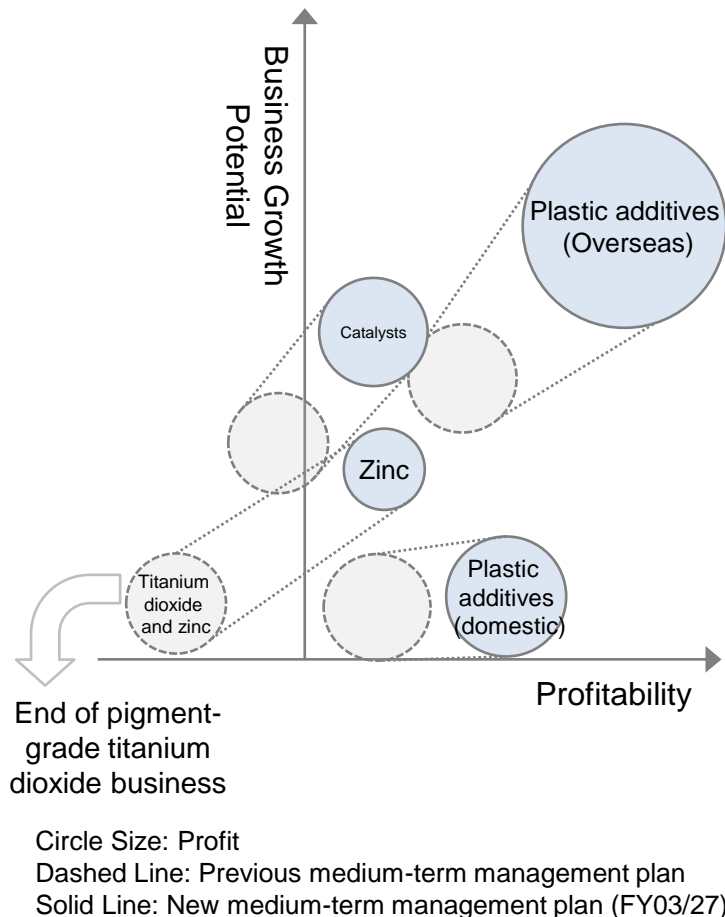 Business Growth
Potential
Plastic additives
(Overseas)
Catalysts
Zinc
Titanium
dioxide
and zinc
Plastic
additives
(domestic)
Profitability
End of pigment-
grade titanium
dioxide business
Circle Size: Profit
Dashed Line: Previous medium-term management plan
Solid Line: New medium-term management plan (FY03/27)